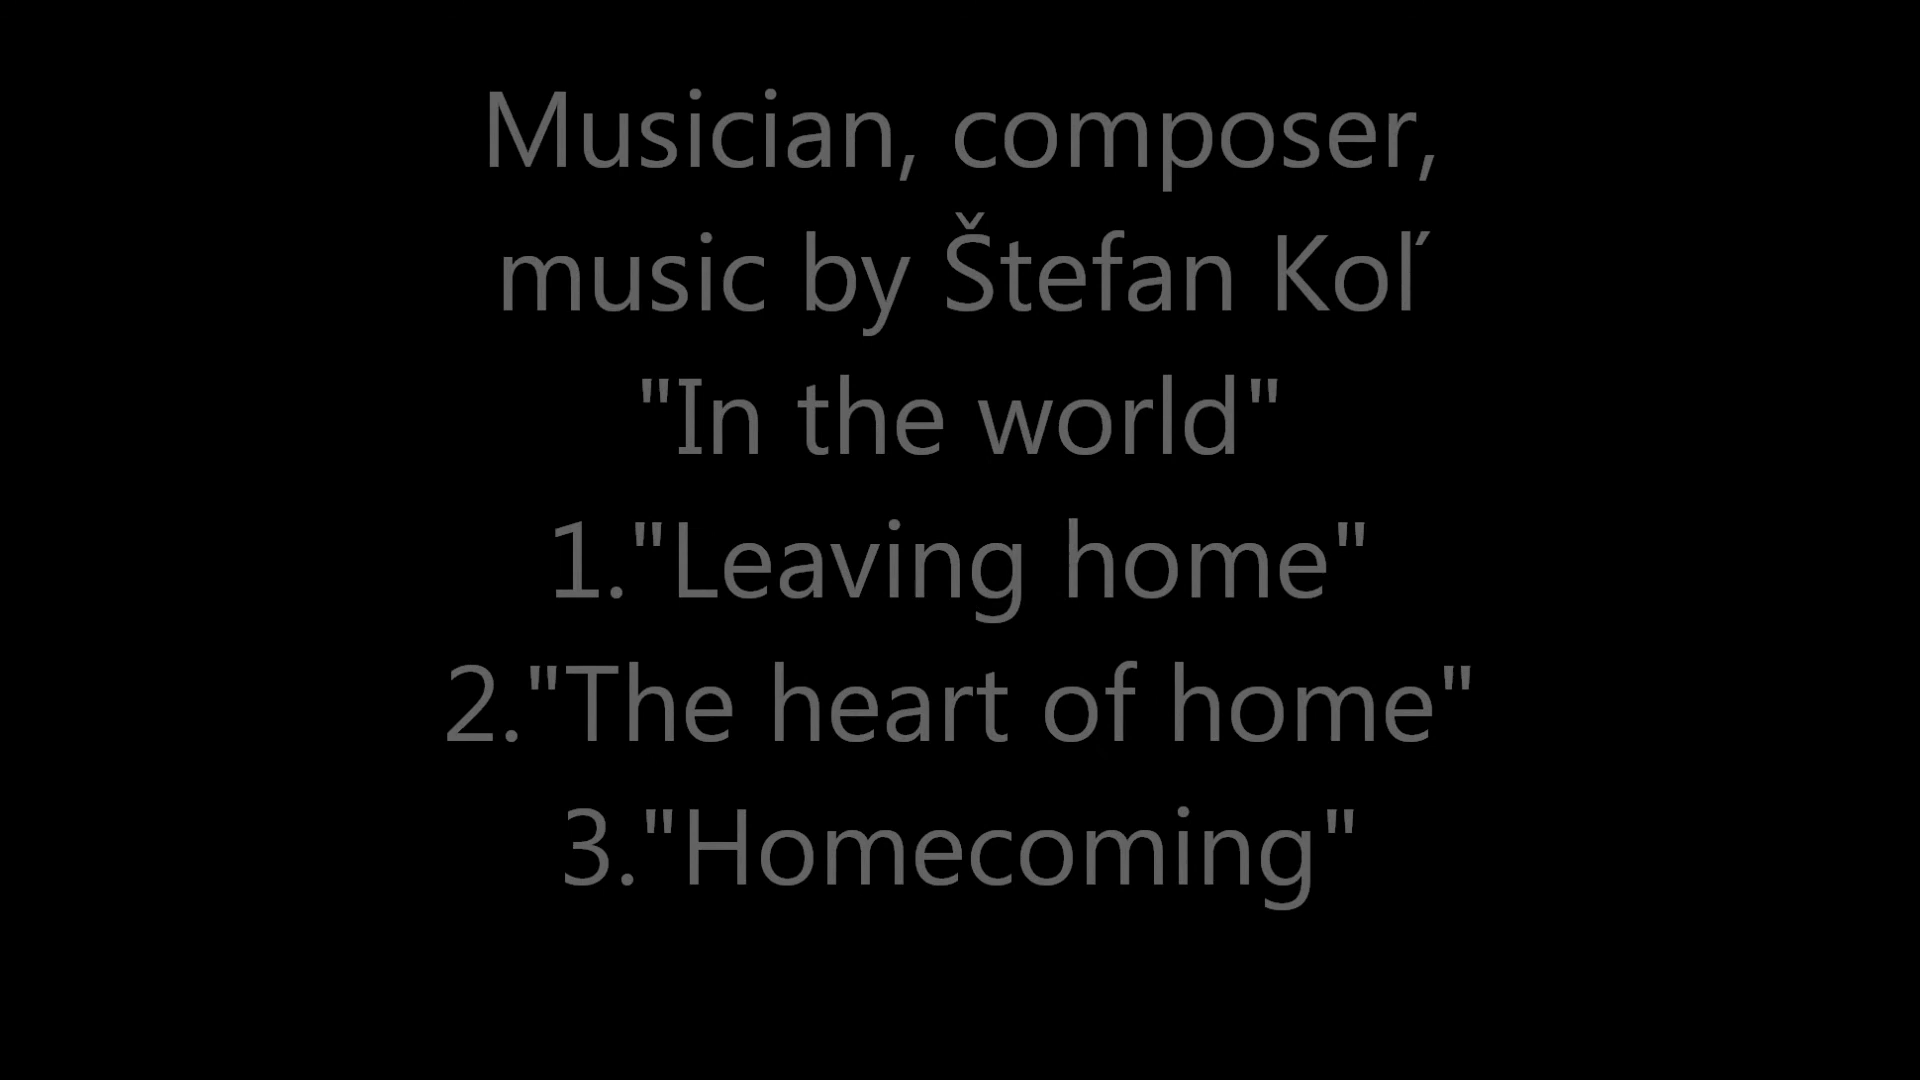 Musician, composer,
music by Štefan Koľ
"In the world"
1."Leaving home"
2."The heart of home"
3."Homecoming"